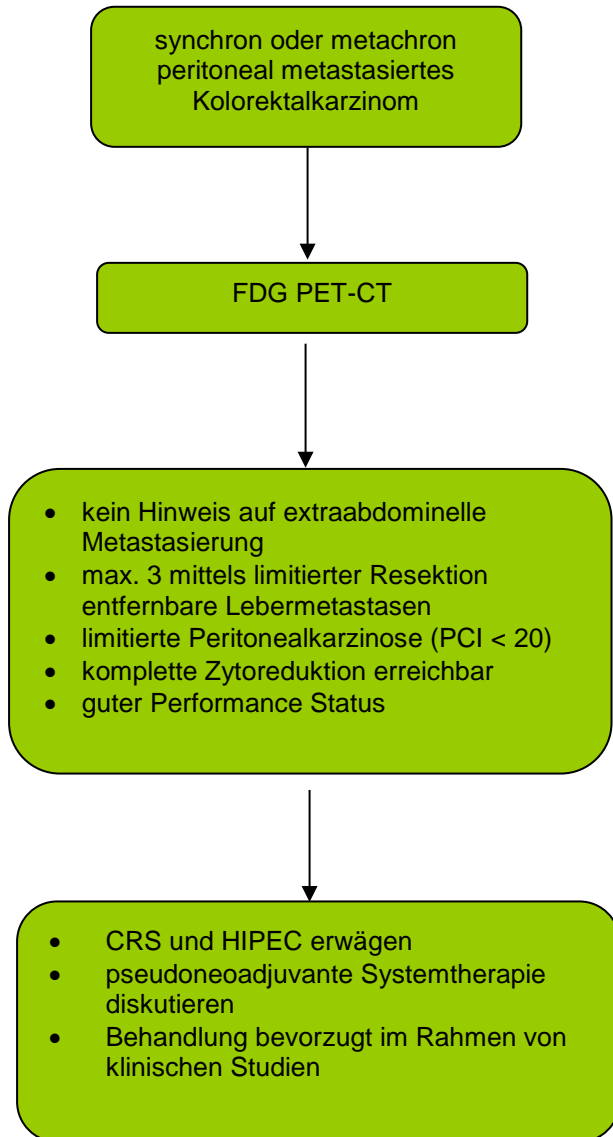 synchron oder metachron
peritoneal metastasiertes
Kolorektalkarzinom
FDG PET-CT
• kein Hinweis auf extraabdominelle
Metastasierung
• max. 3 mittels limitierter Resektion
entfernbare Lebermetastasen
• limitierte Peritonealkarzinose (PCI < 20)
• komplette Zytoreduktion erreichbar
• guter Performance Status
• CRS und HIPEC erwägen
• pseudoneoadjuvante Systemtherapie
diskutieren
• Behandlung bevorzugt im Rahmen von
klinischen Studien